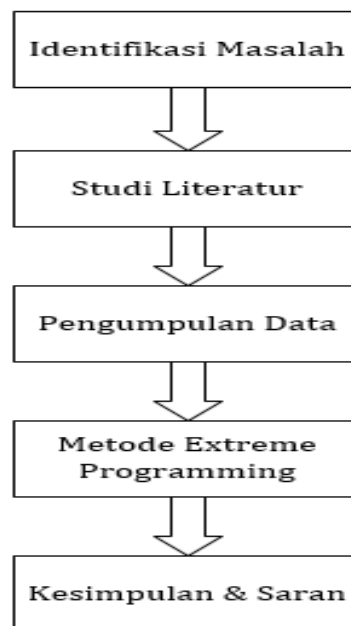 Identifikasi Masalah
Studi Literatur
Pengumpulan Data
Metode Extreme
Programming
Kesimpulan & Saran